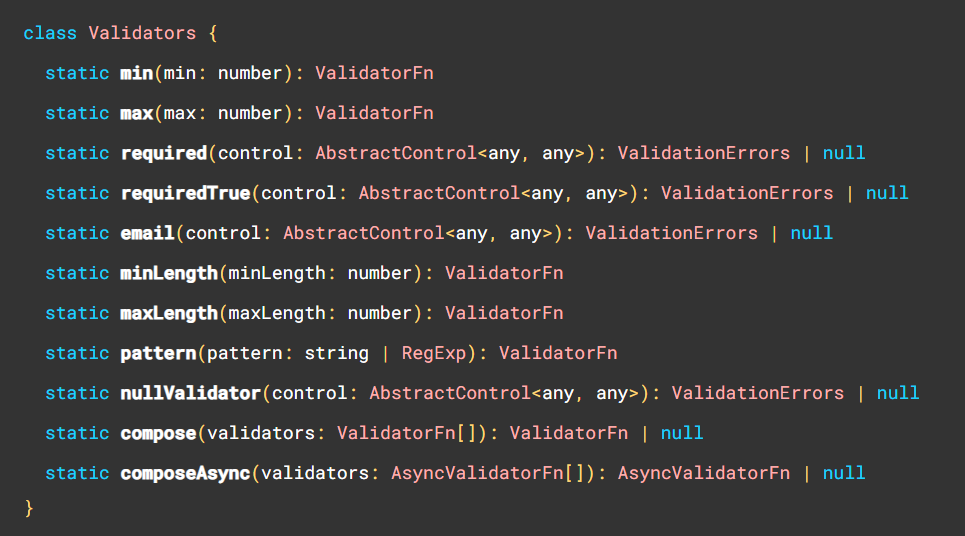 class Validators {
static min(min: number): ValidatorFn
static max(max: number): ValidatorFn
static required(control: AbstractControl<any, any>): ValidationErrors | null
static requiredTrue(control: AbstractControl<any, any>): ValidationErrors | null
static email(control: AbstractControl<any, any>): ValidationErrors | null
static minLength(minLength: number): ValidatorFn
static maxLength(maxLength: number): ValidatorFn
static pattern(pattern: string | RegExp): ValidatorFn
static nullValidator(control: AbstractControl<any, any>): ValidationErrors | null
static compose(validators: ValidatorFn[]): ValidatorFn | null
static composeAsync(validators: AsyncValidatorFn[]): AsyncValidatorFn | null
}